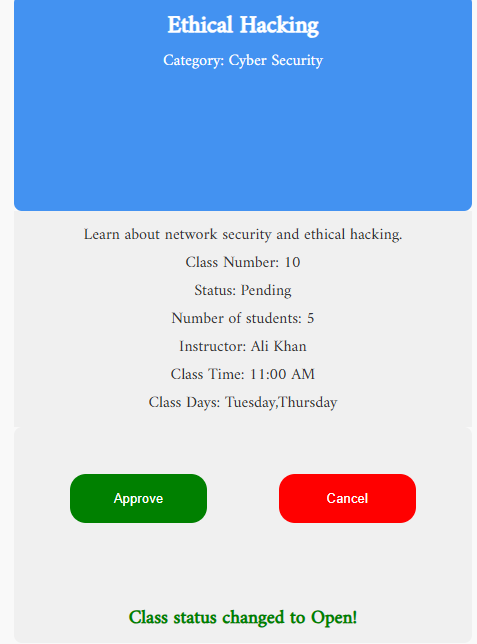 Ethical Hacking
Category: Cyber Security
Learn about network security and ethical hacking.
Class Number: 10
Status: Pending
Number of students: 5
Instructor: Ali Khan
Class Time: 11:00 AM
Class Days: Tuesday,Thursday
Approve Cancel
Class status changed to Open!